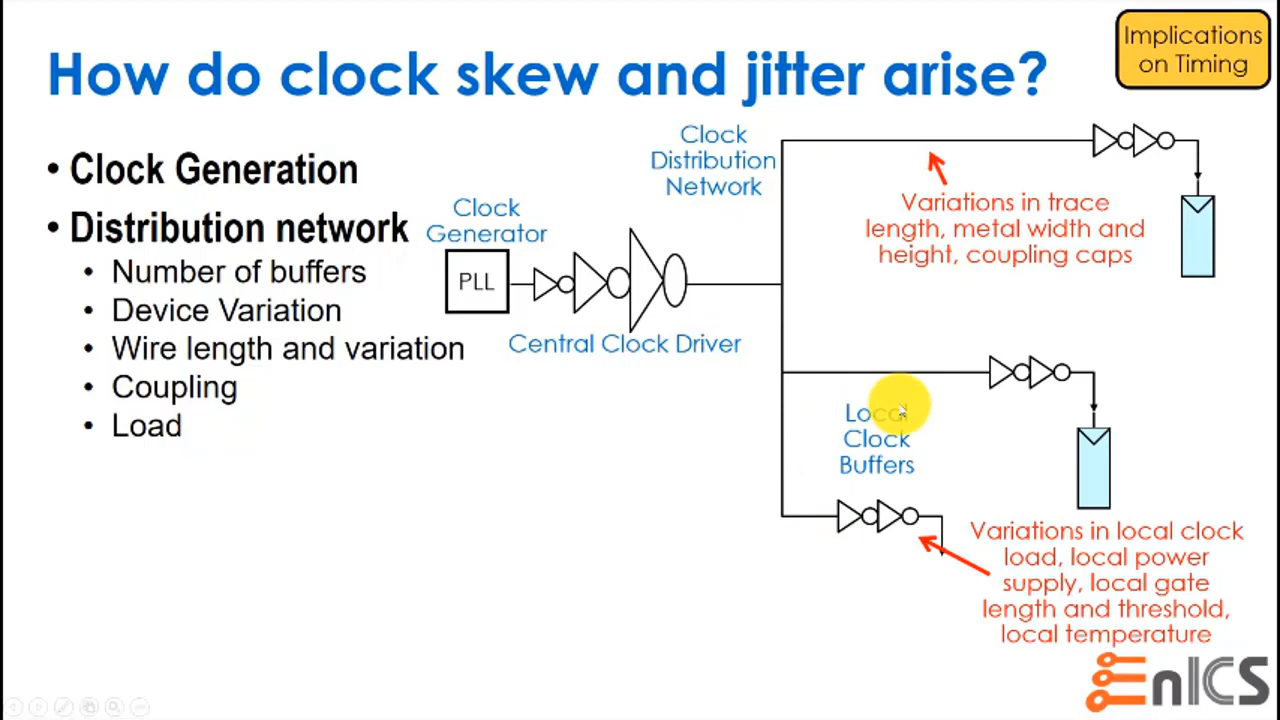 Implications
on Timing
How do clock skew and jitter arise?
• Clock Generation
• Distribution network
• Number of buffers
• Device Variation
• Wire length and variation
• Coupling
• Load
Clock
Generator
PLL
Central Clock Driver
Clock
Distribution
Network
Variations in trace
length, metal width and
height, coupling caps
Local
Clock
Buffers
Variations in local clock
load, local power
supply, local gate
length and threshold,
local temperature
EnICS